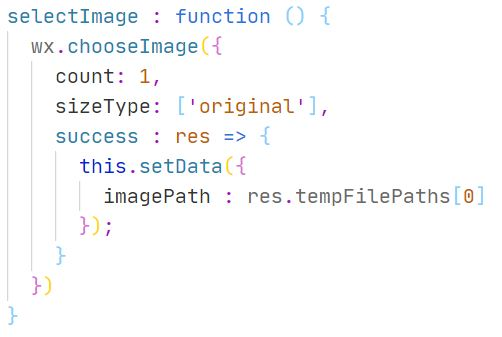 selectImage : function () {
  wx.chooseImage({
    count: 1,
    sizeType: ['original'],
    success : res => {
      this.setData({
        imagePath : res.tempFilePaths[0]
      });
    }
  })
}